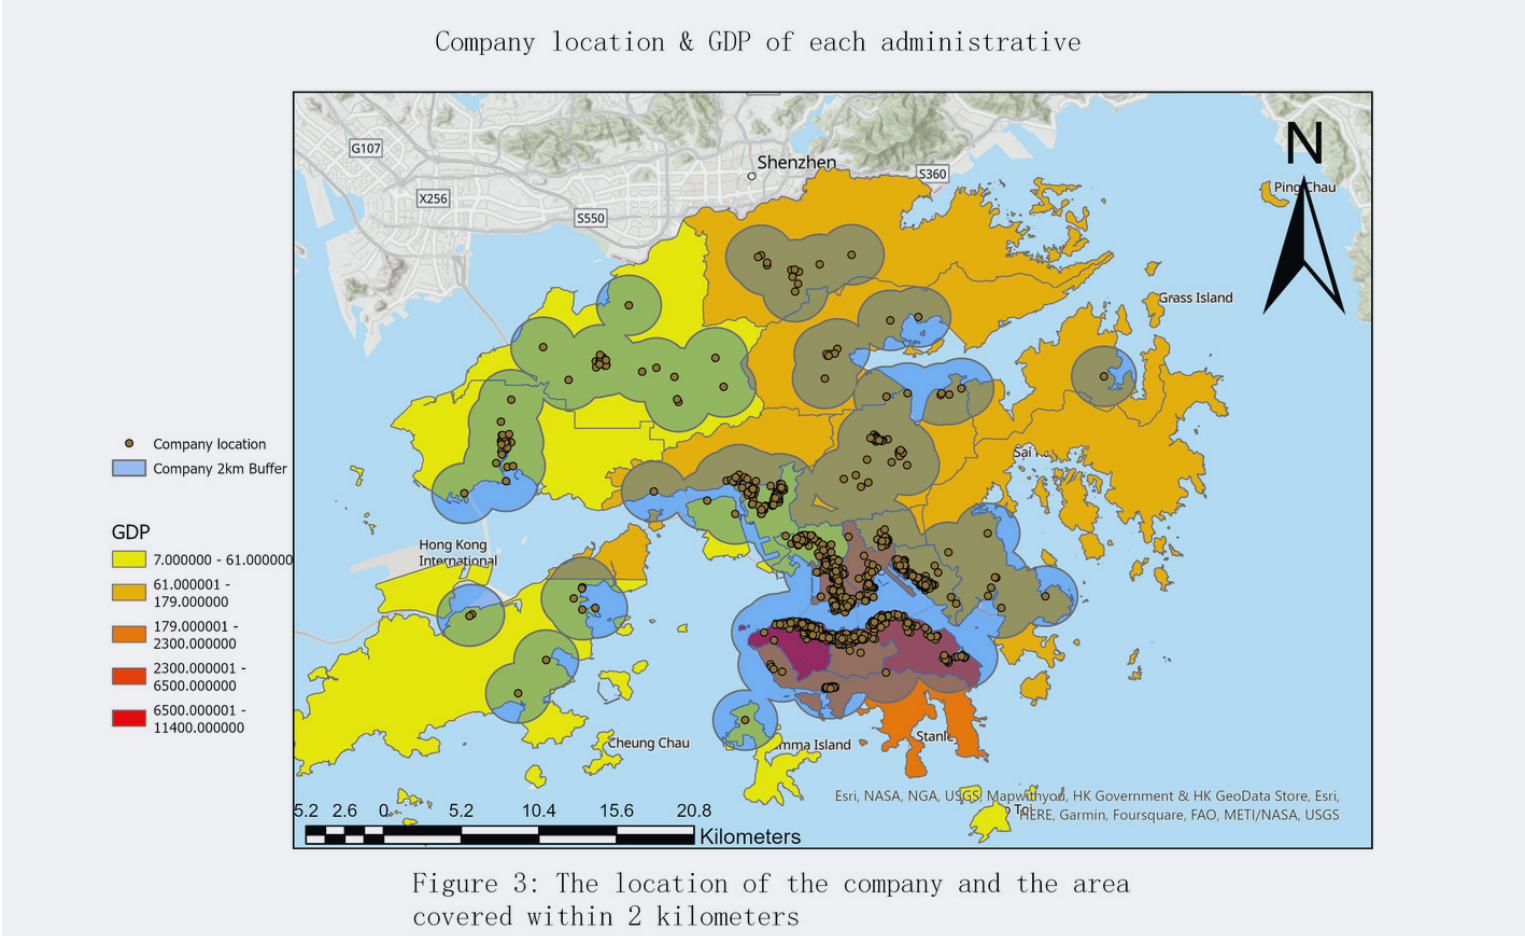 Company location & GDP of each administrative
G107
X256
S550
Shenzhen
S360
N
Ping Chau
Grass Island
Company location
Company 2km Buffer
GDP
7.000000 - 61.000000
61.000001 -
179.000000
179.000001 -
2300.000000
2300.000001 -
6500.000000
6500.000001 -
11400.000000
Hong Kong
International
Sai
Cheung Chau
mma Island
Stanle
Esri, NASA, NGA, USGS, Mapwithyou, HK Government & HK GeoData Store, Esri,
HERE, Garmin, Foursquare, FAO, METI/NASA, USGS
5.2 2.6 0 5.2 10.4 15.6 20.8
Kilometers
Figure 3: The location of the company and the area
covered within 2 kilometers